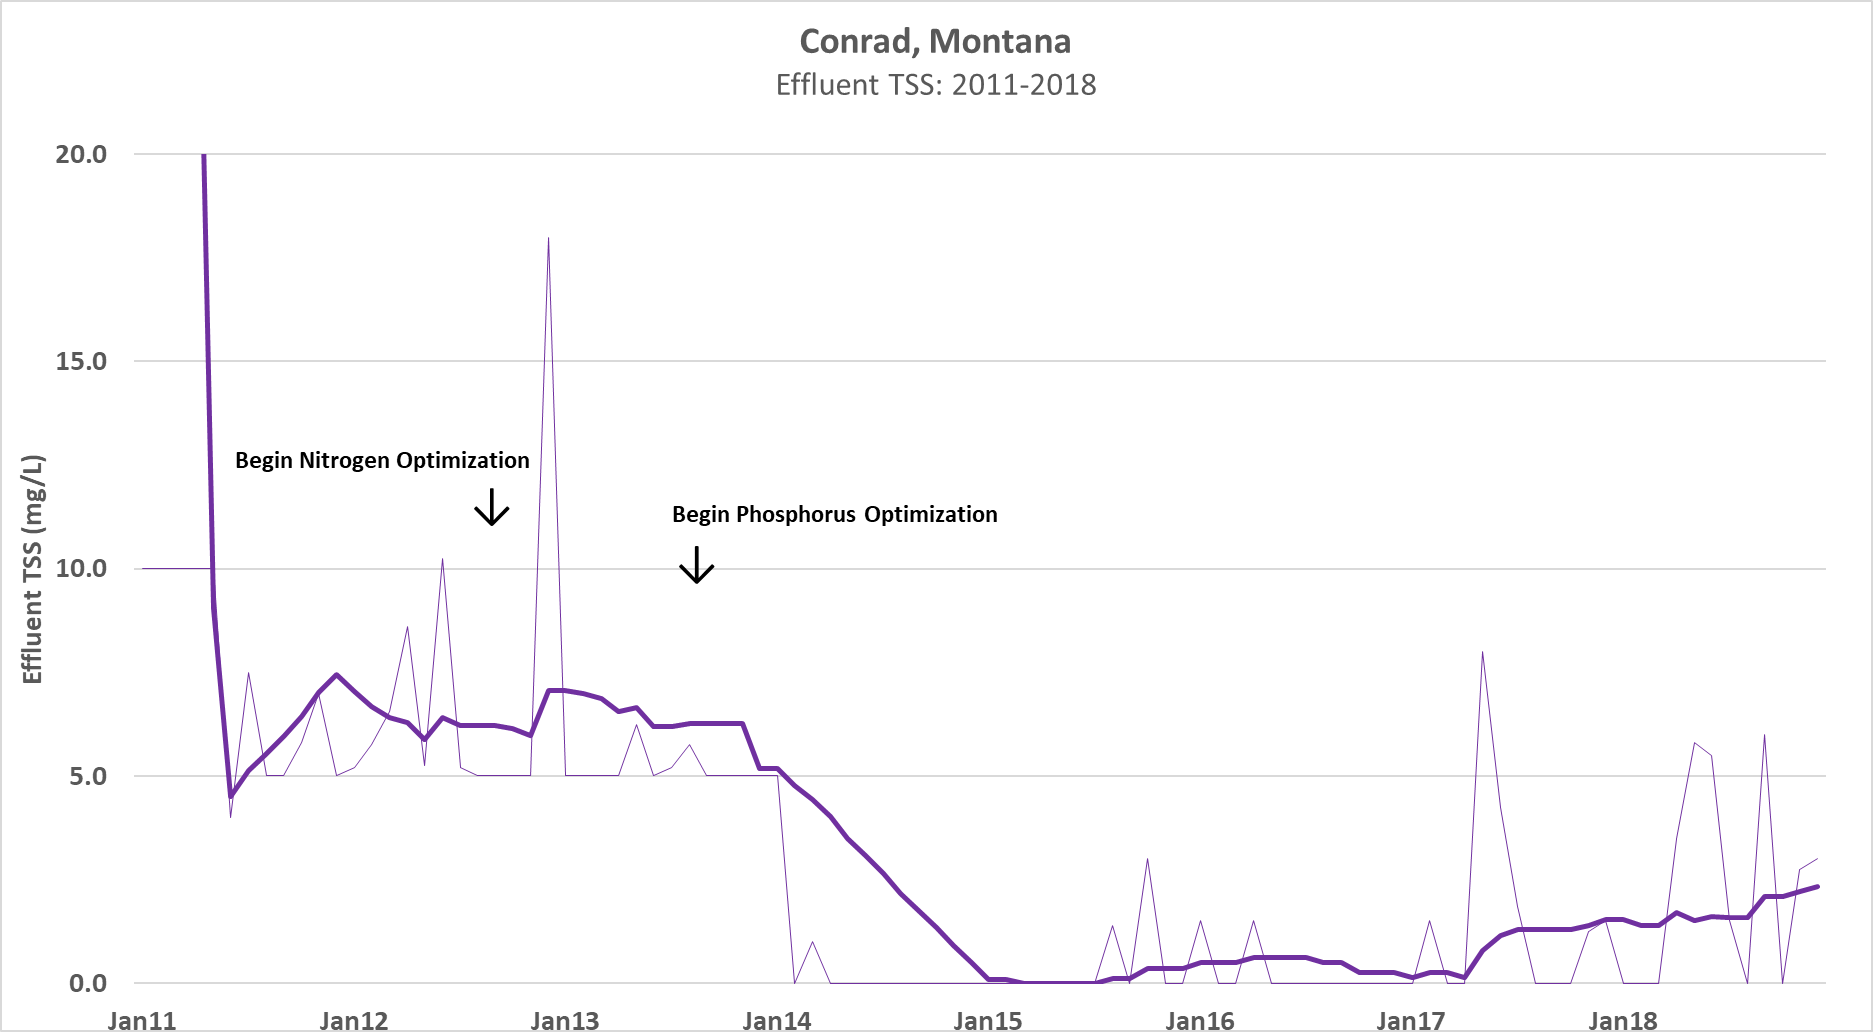 Conrad, Montana
Effluent TSS: 2011-2018
20.0
15.0
Begin Nitrogen Optimization
Begin Phosphorus Optimization
10.0
Effluent TSS (mg/L)
5.0
0.0
Jan11 Jan12 Jan13 Jan14 Jan15 Jan16 Jan17 Jan18